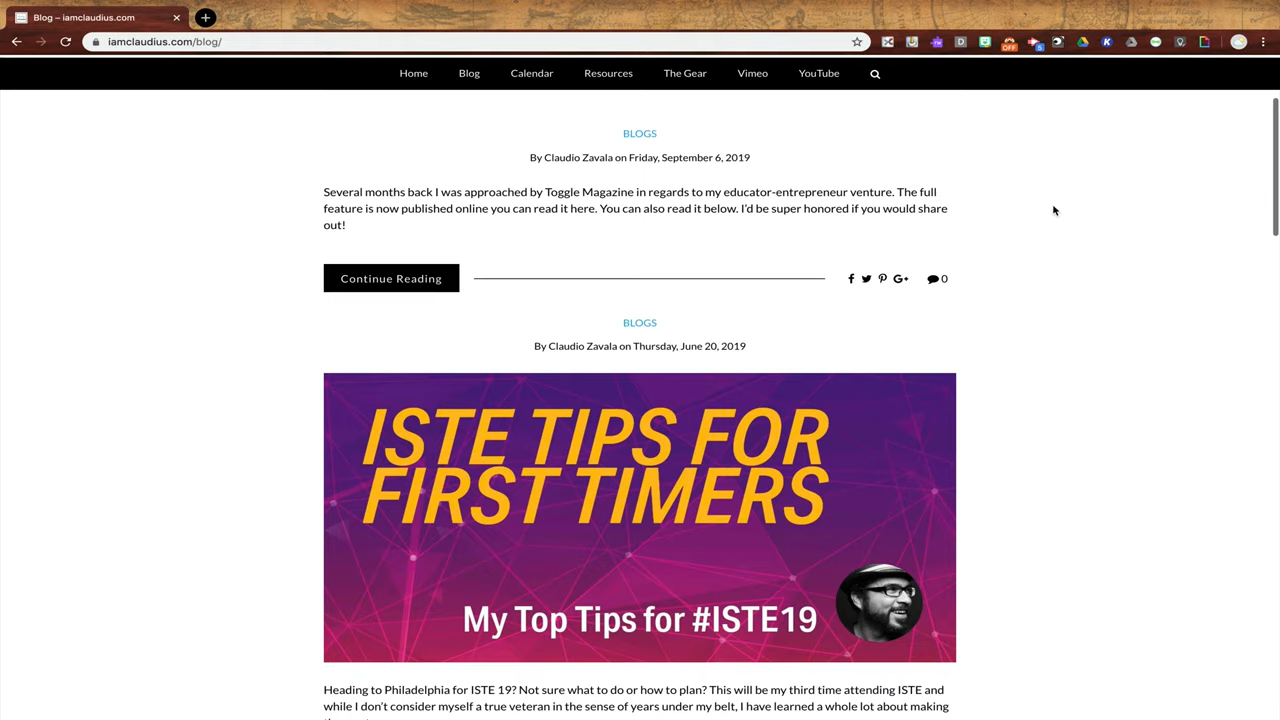 Blog – iamclaudius.com
iamclaudius.com/blog/
Home Blog Calendar Resources The Gear Vimeo YouTube
BLOGS
By Claudio Zavala on Friday, September 6, 2019
Several months back I was approached by Toggle Magazine in regards to my educator-entrepreneur venture. The full
feature is now published online you can read it here. You can also read it below. I'd be super honored if you would share
out!
Continue Reading
0
BLOGS
By Claudio Zavala on Thursday, June 20, 2019
ISTE TIPS FOR
FIRST TIMERS
My Top Tips for #ISTE19
Heading to Philadelphia for ISTE 19? Not sure what to do or how to plan? This will be my third time attending ISTE and
while I don't consider myself a true veteran in the sense of years under my belt, I have learned a whole lot about making